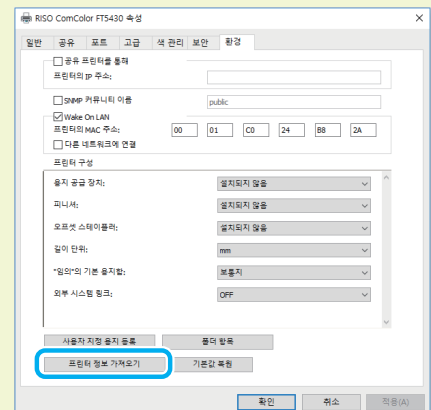 RISO ComColor FT5430 속성
일반 공유 포트 고급 색 관리 보안 환경
공유 프린터를 통해
프린터의 IP 주소:
SNMP 커뮤니티 이름 public
Wake On LAN
프린터의 MAC 주소: 00 01 C0 24 B8 2A
다른 네트워크에 연결
프린터 구성
용지 공급 장치: 설치되지 않음
피니셔: 설치되지 않음
오프셋 스테이플러: 설치되지 않음
길이 단위: mm
"임의"의 기본 용지함: 보통지
외부 시스템 링크: OFF
사용자 지정 용지 등록 폴더 항목
프린터 정보 가져오기 기본값 복원
확인 취소 적용(A)